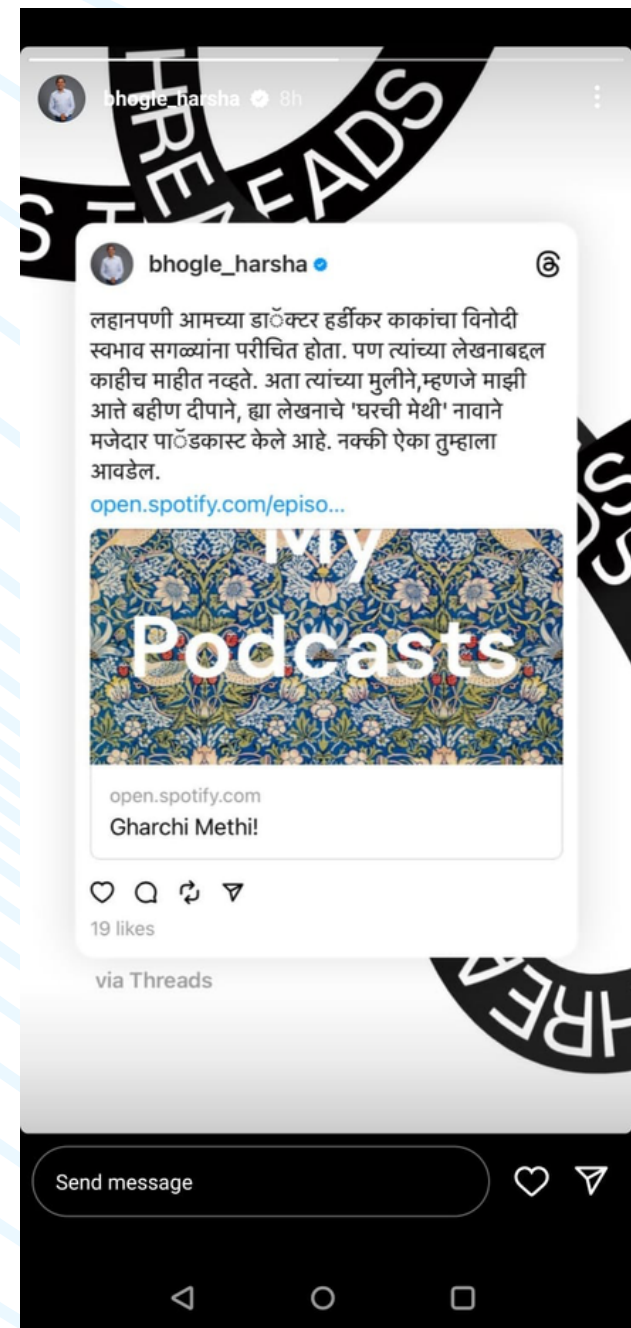 bhogle_harsha 8h
THREADS
S THREADS
bhogle_harsha
लहानपणी आमच्या डाॅक्टर हर्डीकर काकांचा विनोदी
स्वभाव सगळ्यांना परीचित होता. पण त्यांच्या लेखनाबद्दल
काहीच माहीत नव्हते. अता त्यांच्या मुलीने,म्हणजे माझी
आत्ते बहीण दीपाने, ह्या लेखनाचे 'घरची मेथी' नावाने
मजेदार पाॅडकास्ट केले आहे. नक्की ऐका तुम्हाला
आवडेल.
open.spotify.com/episo...
My
Podcasts
open.spotify.com
Gharchi Methi!
19 likes
via Threads
Send message